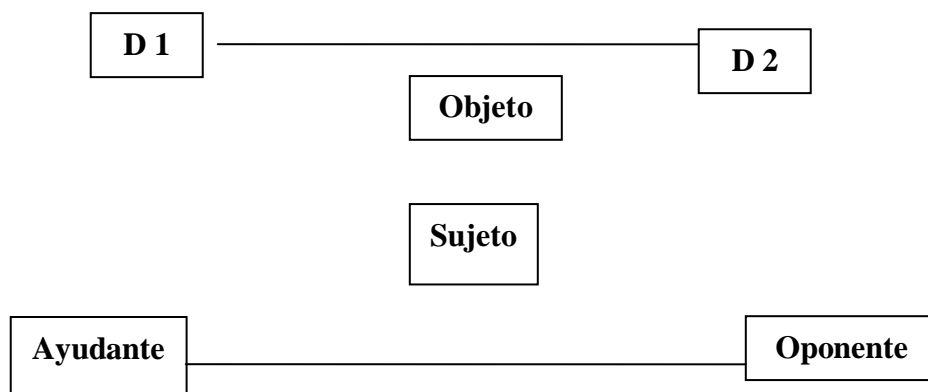 D 1
D 2
Objeto
Sujeto
Ayudante
Oponente